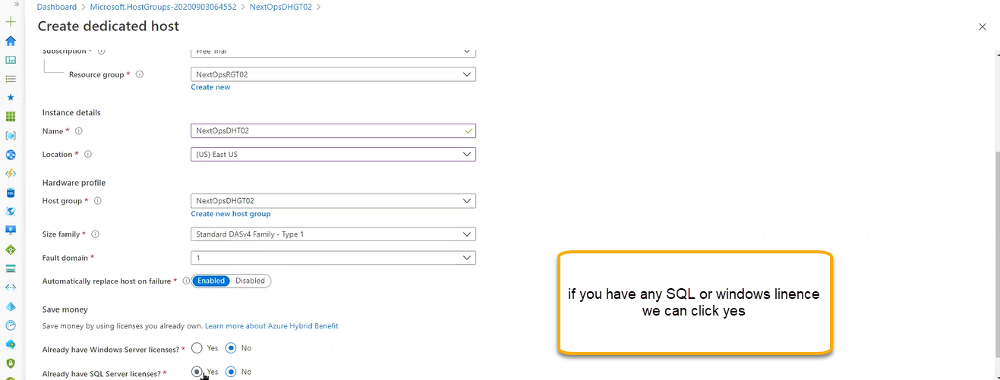 Dashboard > Microsoft.HostGroups-20200903064552 > NextOpsDHGT02 >
Create dedicated host
Subscription * Free Trial
Resource group * NextOpsRGT02
Create new
Instance details
Name * NextOpsDHT02
Location * (US) East US
Hardware profile
Host group * NextOpsDHGT02
Create new host group
Size family * Standard DASv4 Family - Type 1
Fault domain * 1
Automatically replace host on failure * Enabled Disabled
Save money
Save money by using licenses you already own. Learn more about Azure Hybrid Benefit
Already have Windows Server licenses? * Yes No
Already have SQL Server licenses? * Yes No
if you have any SQL or windows linence
we can click yes